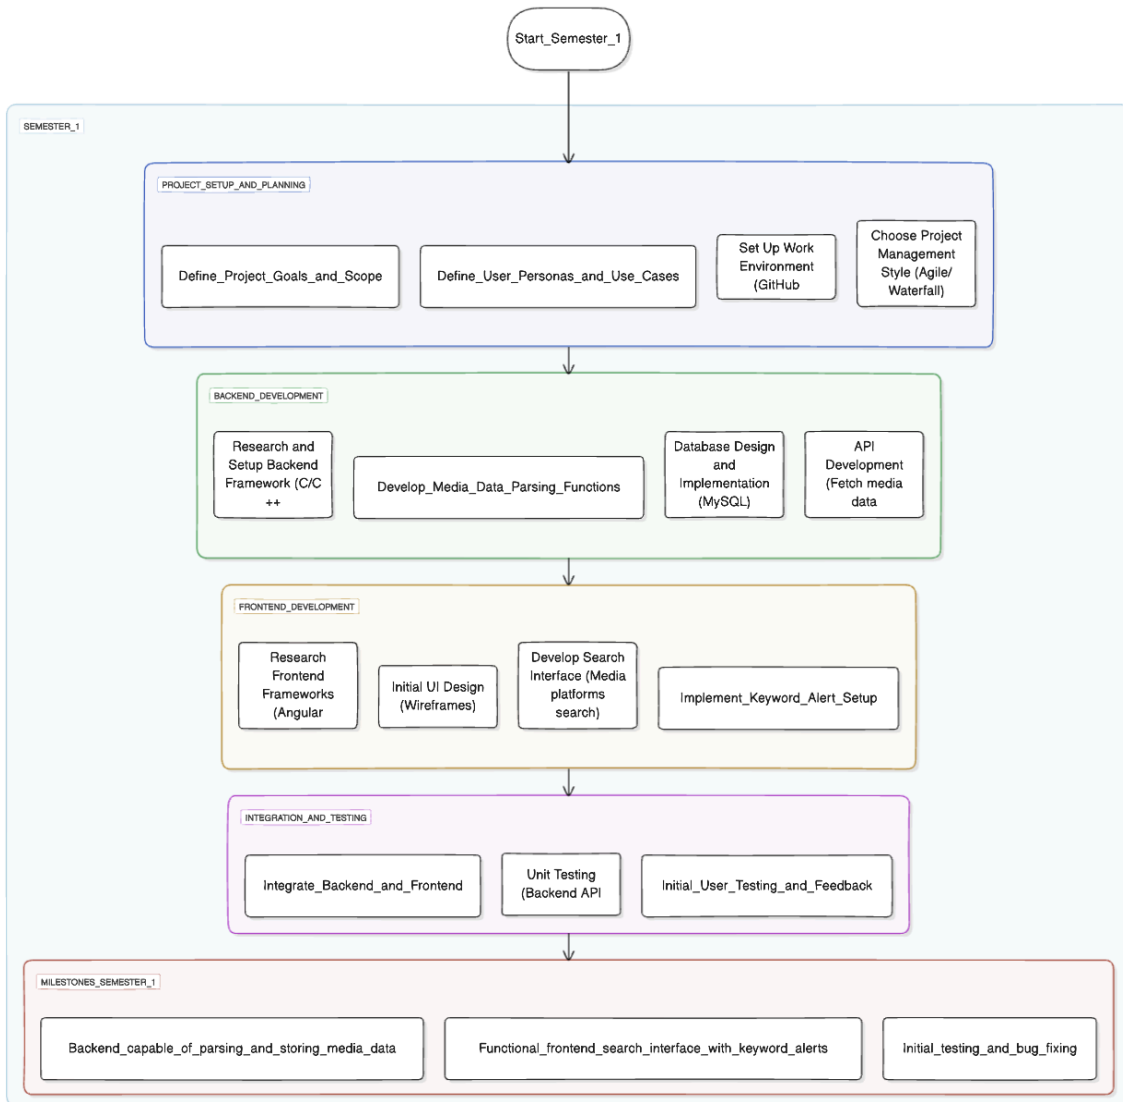 Start_Semester_1
SEMESTER_1
PROJECT_SETUP_AND_PLANNING
Define_Project_Goals_and_Scope
Define_User_Personas_and_Use_Cases
Set Up Work
Environment
(GitHub
Choose Project
Management
Style (Agile/
Waterfall)
BACKEND_DEVELOPMENT
Research and
Setup Backend
Framework (C/C
++
Develop_Media_Data_Parsing_Functions
Database Design
and
Implementation
(MySQL)
API
Development
(Fetch media
data
FRONTEND_DEVELOPMENT
Research
Frontend
Frameworks
(Angular
Initial UI Design
(Wireframes)
Develop Search
Interface (Media
platforms
search)
Implement_Keyword_Alert_Setup
INTEGRATION_AND_TESTING
Integrate_Backend_and_Frontend
Unit Testing
(Backend API
Initial_User_Testing_and_Feedback
MILESTONES_SEMESTER_1
Backend_capable_of_parsing_and_storing_media_data
Functional_frontend_search_interface_with_keyword_alerts
Initial_testing_and_bug_fixing